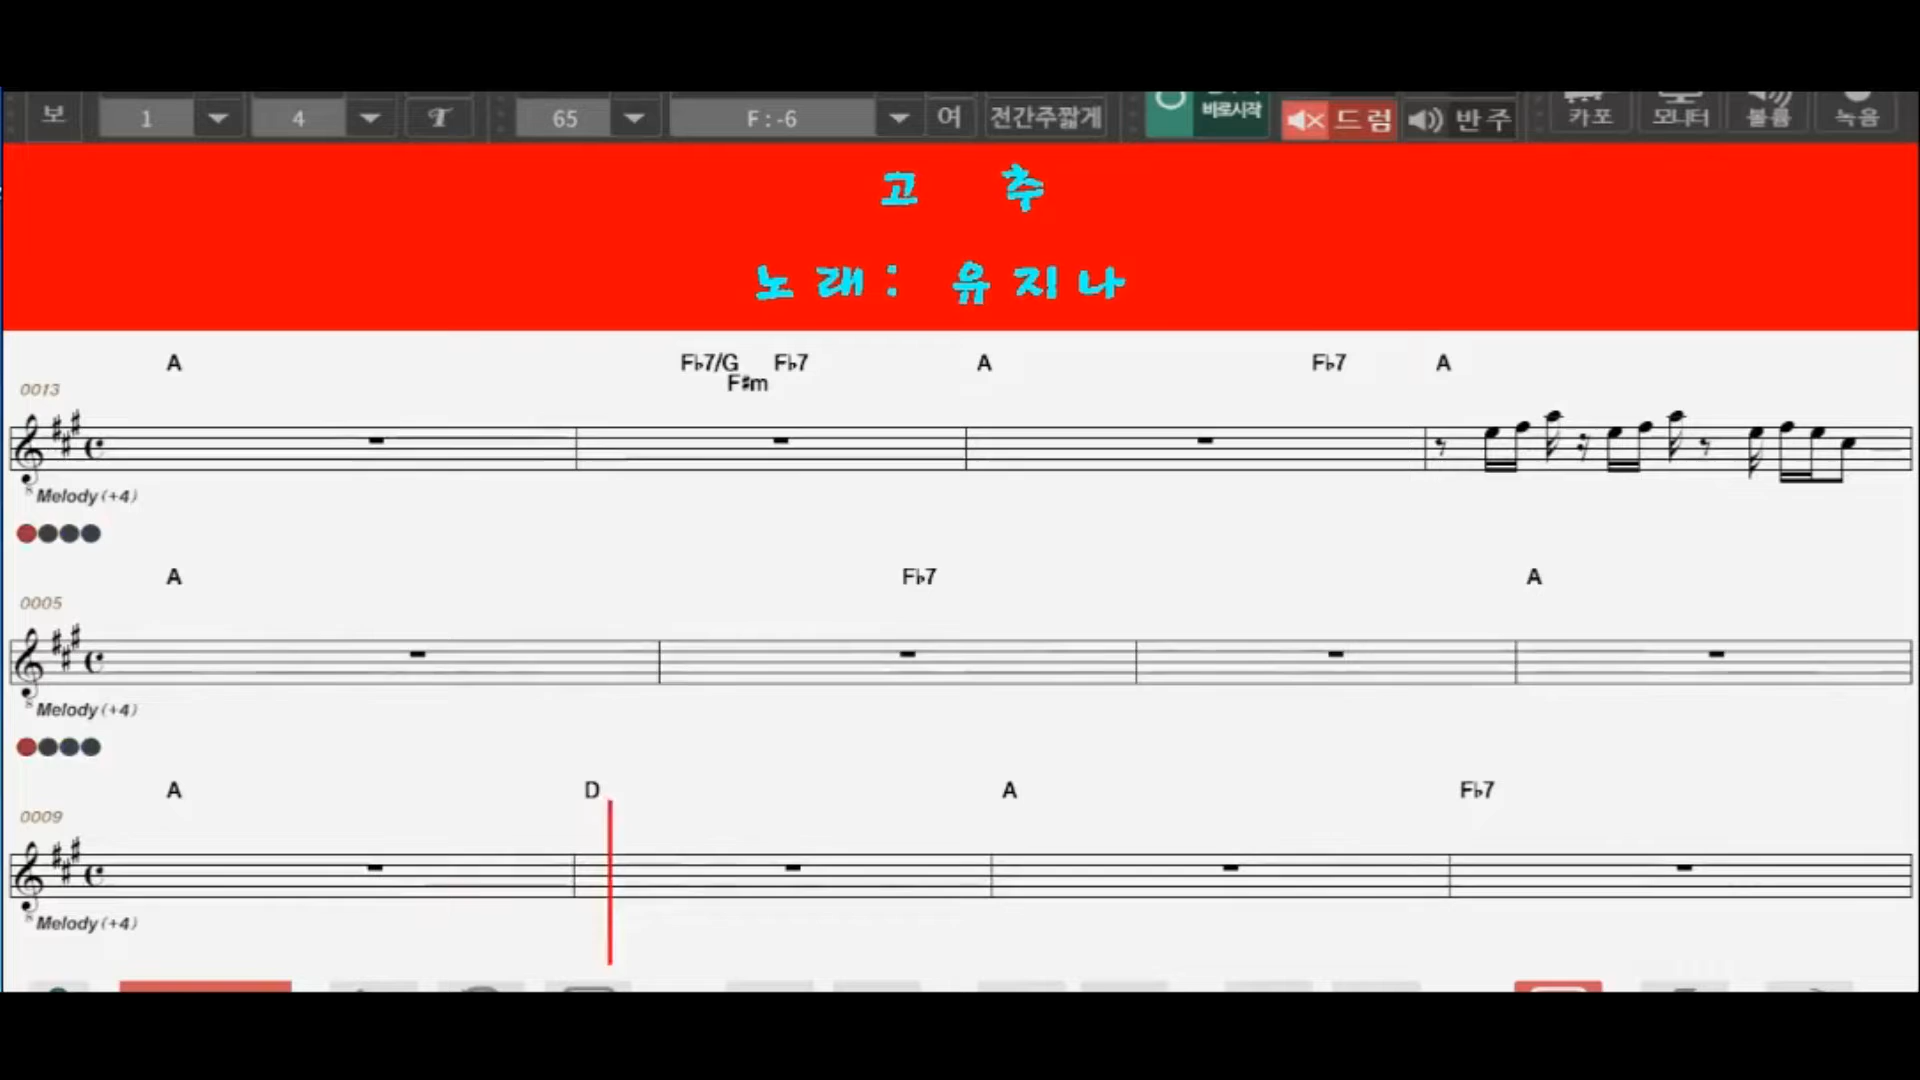 보 1 4 T 65 F : -6 여 전간주짧게 바로시작 드럼 반주 카포 모니터 볼륨 녹음
고 추
노래: 유지나
A F♭7/G F♭7 A F♭7 A
F♯m
0013
Melody (+4)
A F♭7 A
0005
Melody (+4)
A D A F♭7
0009
Melody (+4)